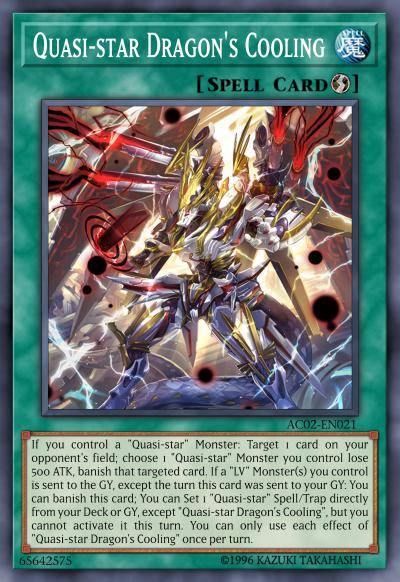 Quasi-star Dragon's Cooling
SPELL
魔
[Spell Card]
AC02-EN021
If you control a "Quasi-star" Monster: Target 1 card on your
opponent's field; choose 1 "Quasi-star" Monster you control lose
500 ATK, banish that targeted card. If a "LV" Monster(s) you control
is sent to the GY, except the turn this card was sent to your GY: You
can banish this card; You can Set 1 "Quasi-star" Spell/Trap directly
from your Deck or GY, except "Quasi-star Dragon's Cooling", but you
cannot activate it this turn. You can only use each effect of
"Quasi-star Dragon's Cooling" once per turn.
65642575
©1996 KAZUKI TAKAHASHI